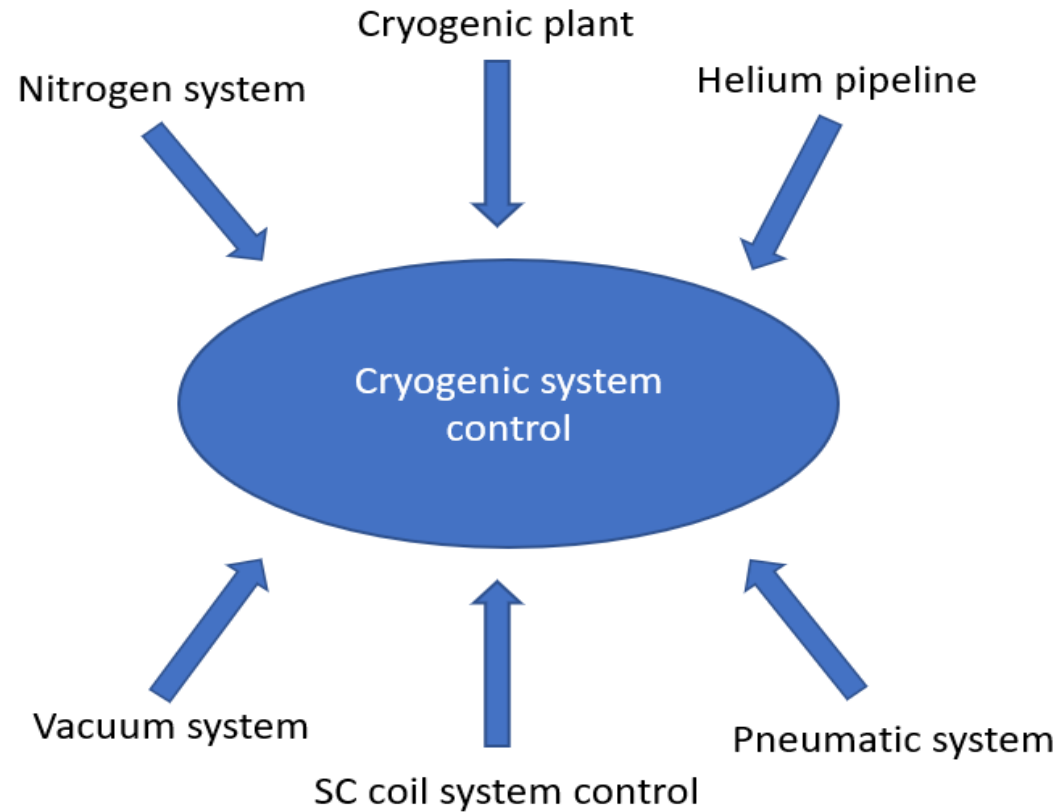 Cryogenic plant
Nitrogen system
Helium pipeline
Cryogenic system
control
Vacuum system
Pneumatic system
SC coil system control